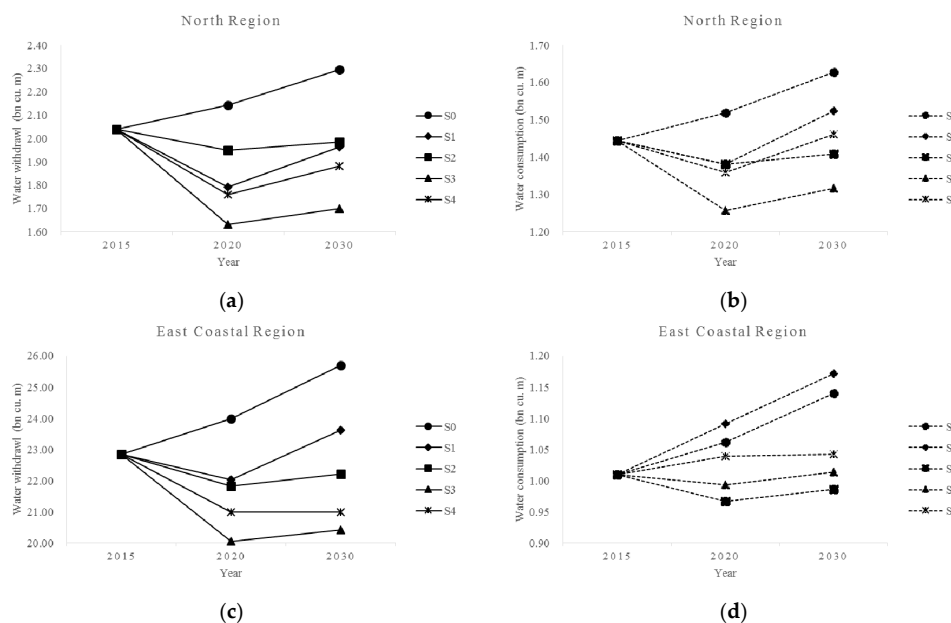 North Region
2.40
2.30
2.20
2.10
2.00
1.90
1.80
1.70
1.60
Water withdrawl (bn cu. m)
2015 2020 2030
Year
S0
S1
S2
S3
S4
(a)
North Region
1.70
1.60
1.50
1.40
1.30
1.20
Water consumption (bn cu. m)
2015 2020 2030
Year
S
S
S
S
S
(b)
East Coastal Region
26.00
25.00
24.00
23.00
22.00
21.00
20.00
Water withdrawl (bn cu. m)
2015 2020 2030
Year
S0
S1
S2
S3
S4
(c)
East Coastal Region
1.20
1.15
1.10
1.05
1.00
0.95
0.90
Water consumption (bn cu. m)
2015 2020 2030
Year
S
S
S
S
S
(d)